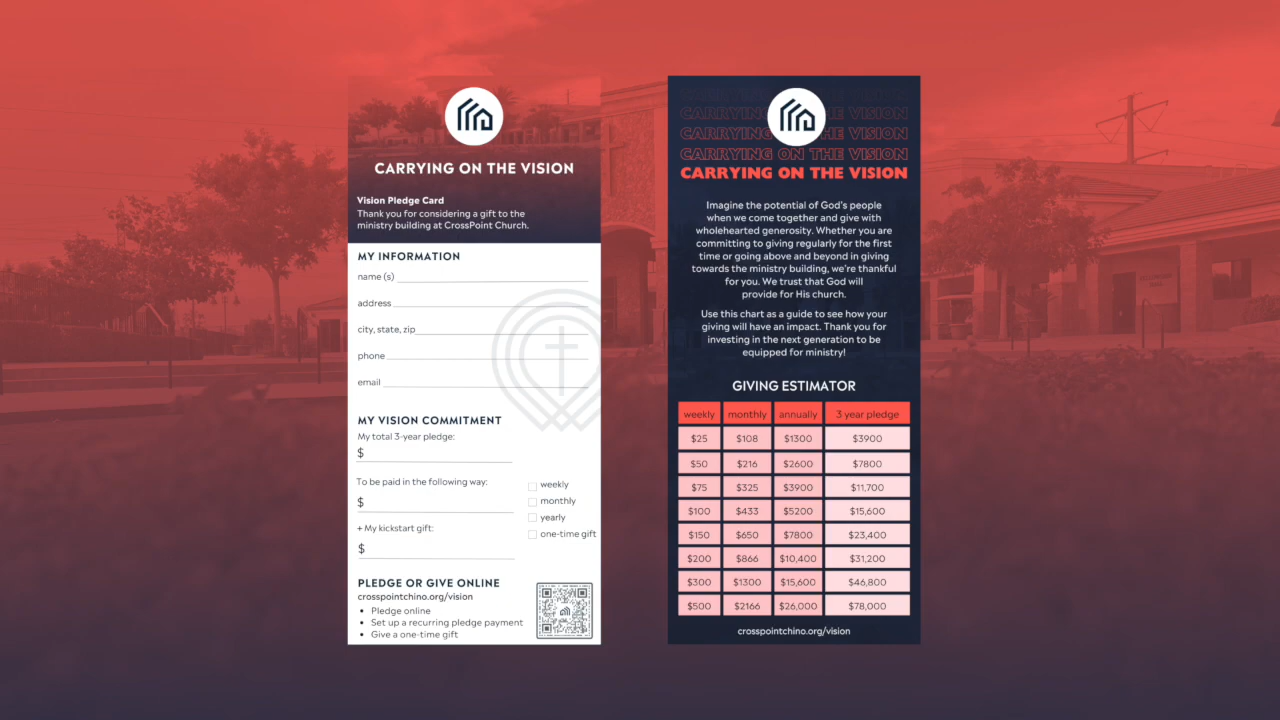 CARRYING ON THE VISION
Vision Pledge Card
Thank you for considering a gift to the
ministry building at CrossPoint Church.
MY INFORMATION
name (s)
address
city, state, zip
phone
email
MY VISION COMMITMENT
My total 3-year pledge:
$
To be paid in the following way:
$
weekly
monthly
yearly
one-time gift
+ My kickstart gift:
$
PLEDGE OR GIVE ONLINE
crosspointchino.org/vision
• Pledge online
• Set up a recurring pledge payment
• Give a one-time gift
CARRYING THE VISION
CARRYING THE VISION
CARRYING ON THE VISION
CARRYING ON THE VISION
Imagine the potential of God's people
when we come together and give with
wholehearted generosity. Whether you are
committing to giving regularly for the first
time or going above and beyond in giving
towards the ministry building, we're thankful
for you. We trust that God will
provide for His church.
Use this chart as a guide to see how your
giving will have an impact. Thank you for
investing in the next generation to be
equipped for ministry!
GIVING ESTIMATOR
weekly monthly annually 3 year pledge
$25 $108 $1300 $3900
$50 $216 $2600 $7800
$75 $325 $3900 $11,700
$100 $433 $5200 $15,600
$150 $650 $7800 $23,400
$200 $866 $10,400 $31,200
$300 $1300 $15,600 $46,800
$500 $2166 $26,000 $78,000
crosspointchino.org/vision